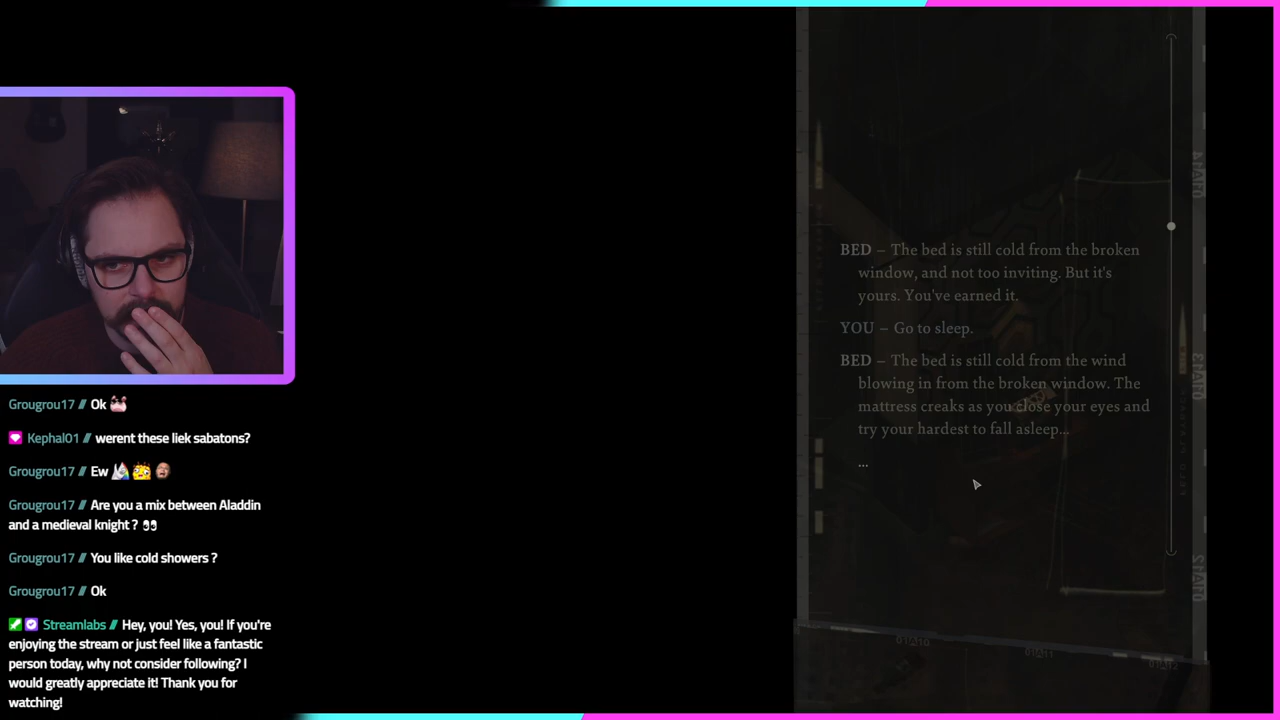 BED – The bed is still cold from the broken
window, and not too inviting. But it's
yours. You've earned it.
YOU – Go to sleep.
BED – The bed is still cold from the wind
blowing in from the broken window. The
mattress creaks as you close your eyes and
try your hardest to fall asleep...
...
Grougrou17 // Ok
Kephal01 // werent these liek sabatons?
Grougrou17 // Ew
Grougrou17 // Are you a mix between Aladdin
and a medieval knight ?
Grougrou17 // You like cold showers ?
Grougrou17 // Ok
Streamlabs // Hey, you! Yes, you! If you're
enjoying the stream or just feel like a fantastic
person today, why not consider following? I
would greatly appreciate it! Thank you for
watching!